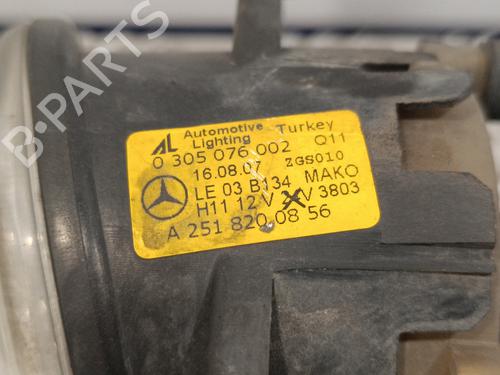 B-PARTS
AL Automotive Lighting Turkey
0 305 076 002 Q11
16.08.07 ZGS010
LE 03 B134 MAKO
H11 12V V 3803
A 251 820 08 56